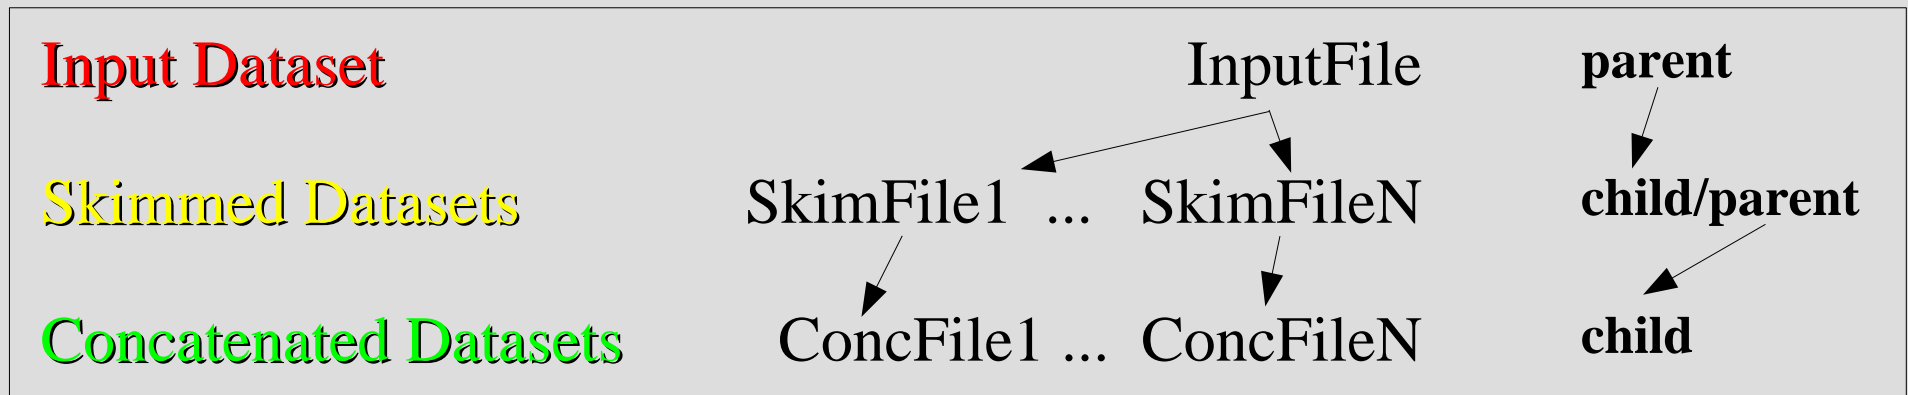 Input Dataset InputFile parent
Skimmed Datasets SkimFile1 ... SkimFileN child/parent
Concatenated Datasets ConcFile1 ... ConcFileN child